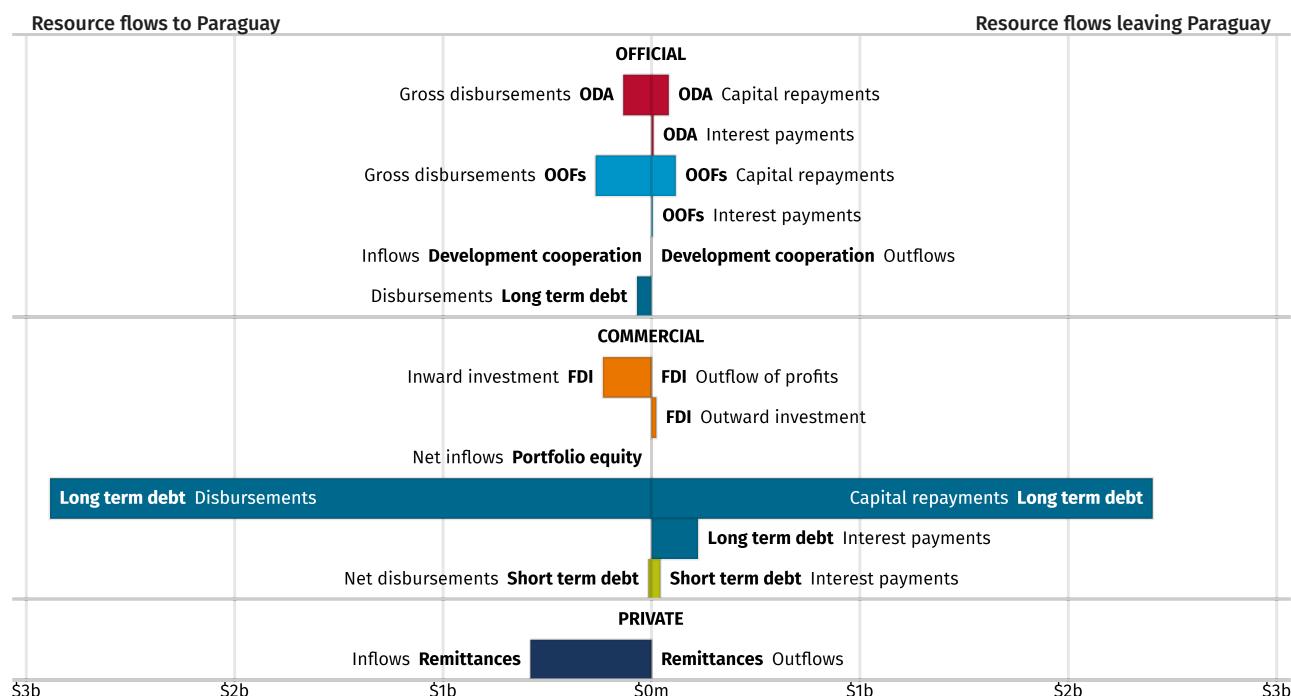 Resource flows to Paraguay Resource flows leaving Paraguay
OFFICIAL
Gross disbursements ODA ODA Capital repayments
ODA Interest payments
Gross disbursements OOFs OOFs Capital repayments
OOFs Interest payments
Inflows Development cooperation Development cooperation Outflows
Disbursements Long term debt
COMMERCIAL
Inward investment FDI FDI Outflow of profits
FDI Outward investment
Net inflows Portfolio equity
Long term debt Disbursements Capital repayments Long term debt
Long term debt Interest payments
Net disbursements Short term debt Short term debt Interest payments
PRIVATE
Inflows Remittances Remittances Outflows
$3b $2b $1b $0m $1b $2b $3b